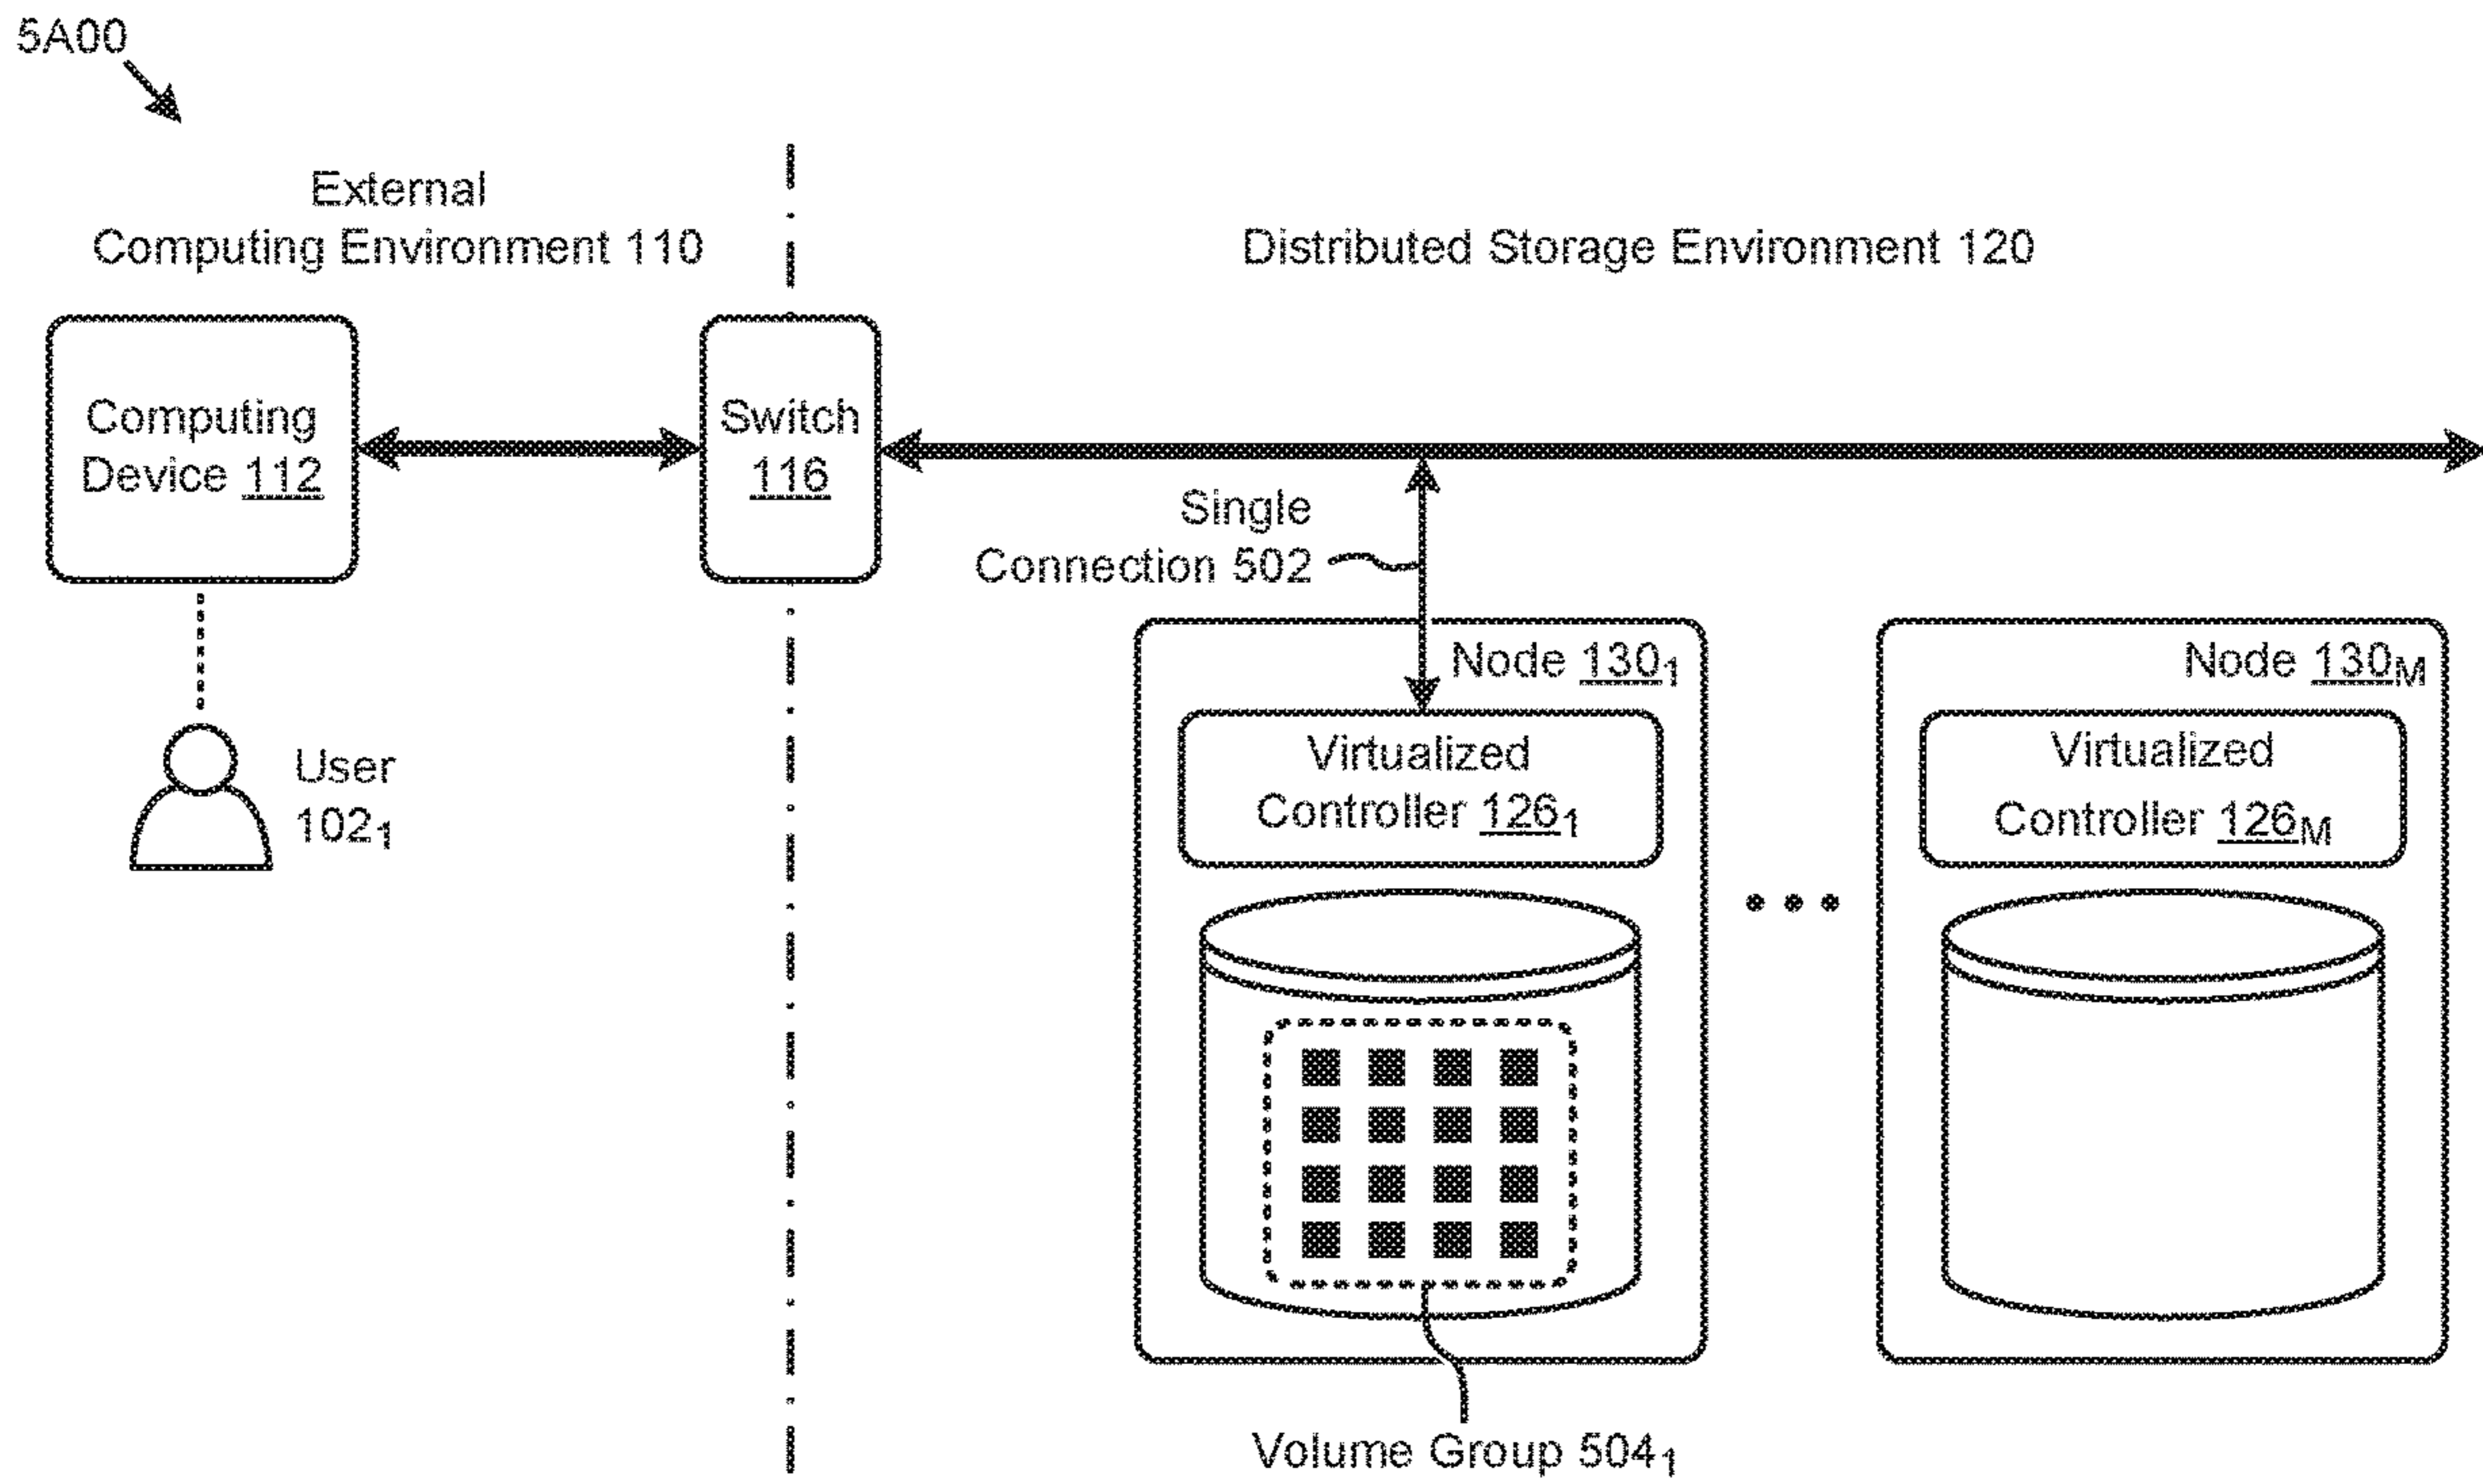 5A00
External
Computing Environment 110
Distributed Storage Environment 120
Computing
Device 112
Switch
116
Single
Connection 502
User
102₁
Node 130₁
Virtualized
Controller 126₁
Node 130M
Virtualized
Controller 126M
Volume Group 504₁